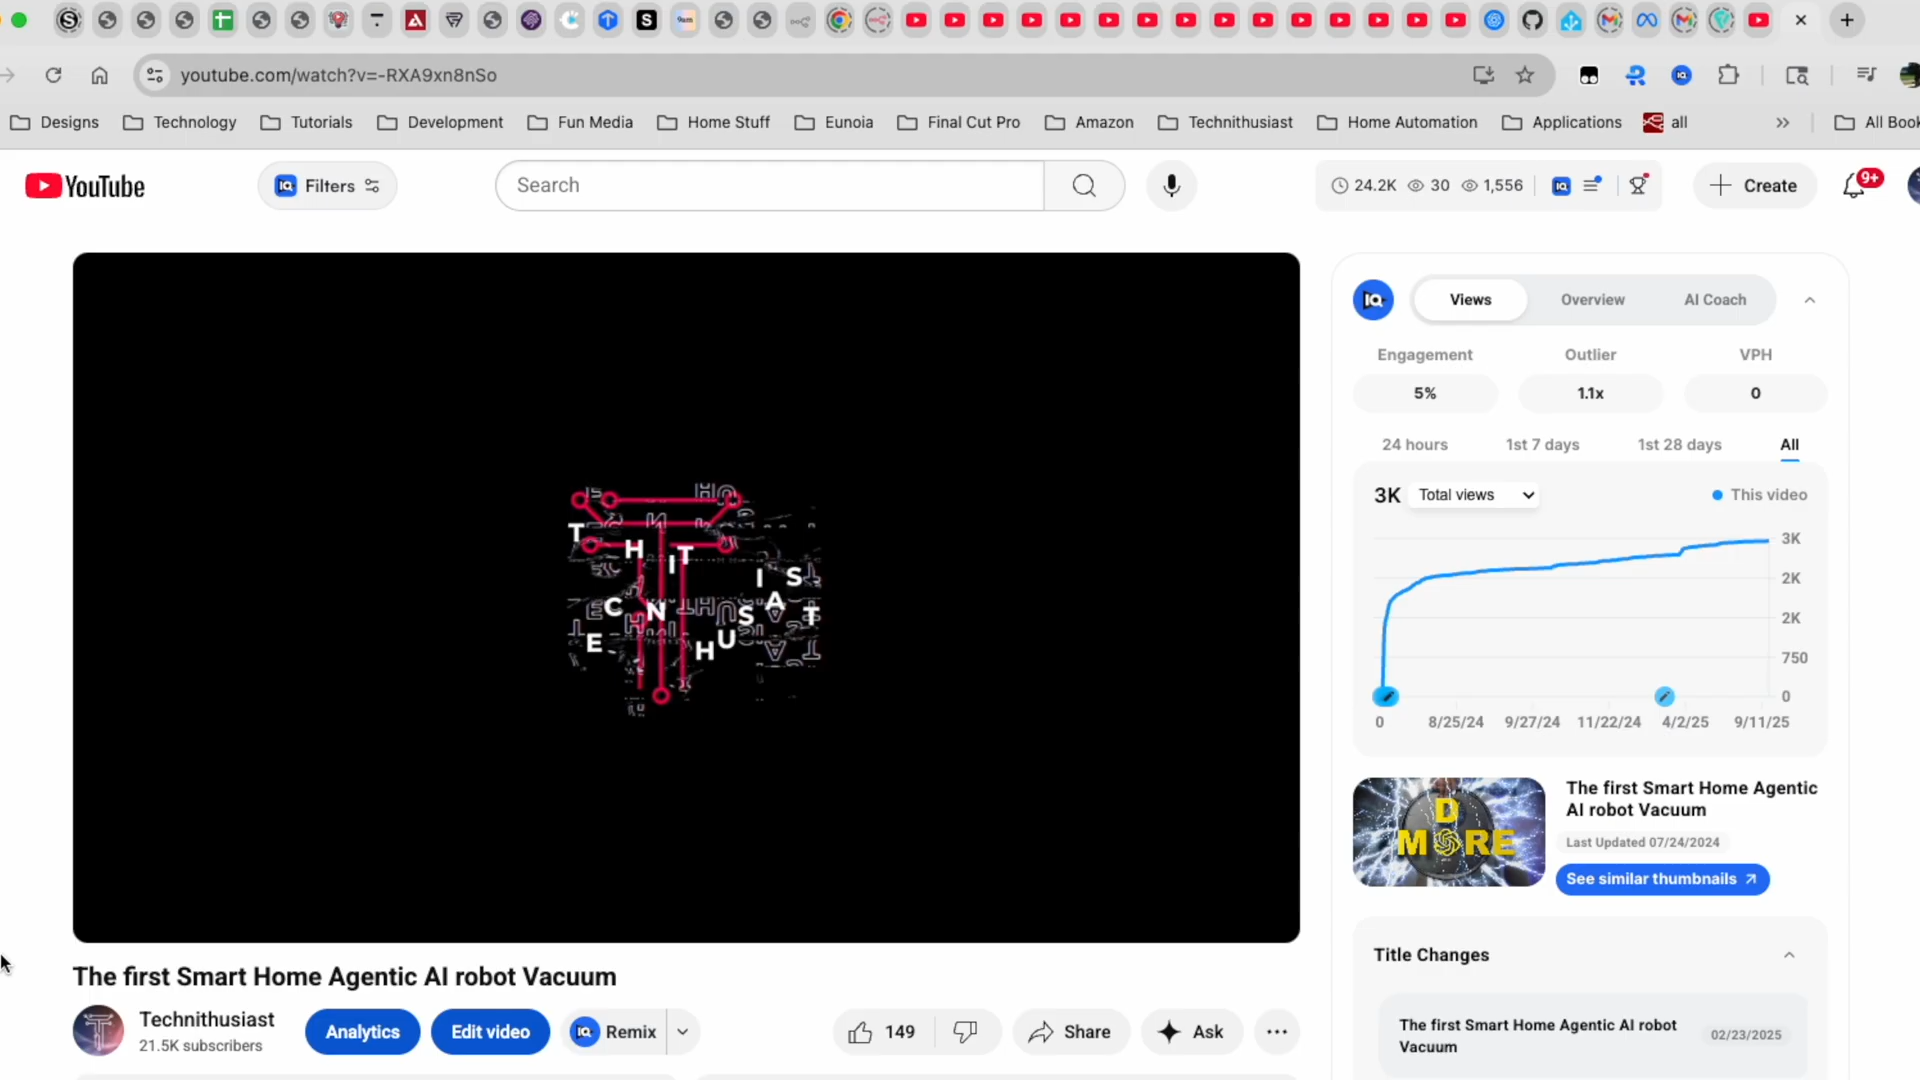 youtube.com/watch?v=-RXA9xn8nSo
Designs Technology Tutorials Development Fun Media Home Stuff Eunoia Final Cut Pro Amazon Technithusiast Home Automation Applications all » All Book
YouTube
Filters
Search
24.2K 30 1,556
Create
9+
Views Overview AI Coach
Engagement Outlier VPH
5% 1.1x 0
24 hours 1st 7 days 1st 28 days All
3K Total views This video
3K
2K
2K
750
0
0 8/25/24 9/27/24 11/22/24 4/2/25 9/11/25
TECHNITHUSIAST
D
MORE
The first Smart Home Agentic
AI robot Vacuum
Last Updated 07/24/2024
See similar thumbnails
Title Changes
The first Smart Home Agentic AI robot
Vacuum
02/23/2025
The first Smart Home Agentic AI robot Vacuum
Technithusiast
21.5K subscribers
Analytics
Edit video
Remix
149
Share
Ask